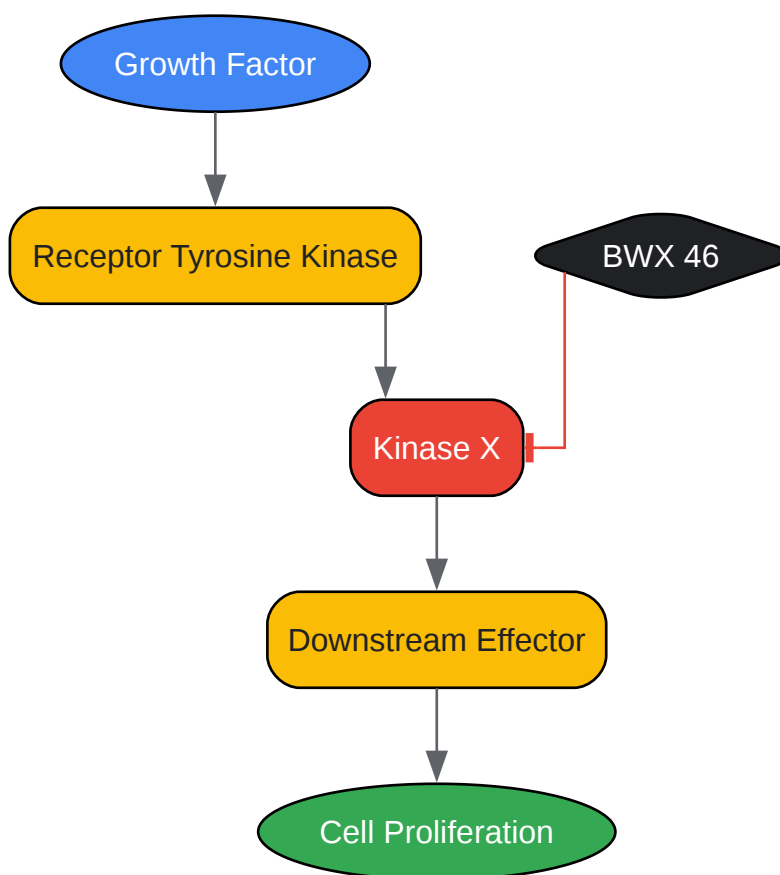 Growth Factor
Receptor Tyrosine Kinase
BWX 46
Kinase X
Downstream Effector
Cell Proliferation